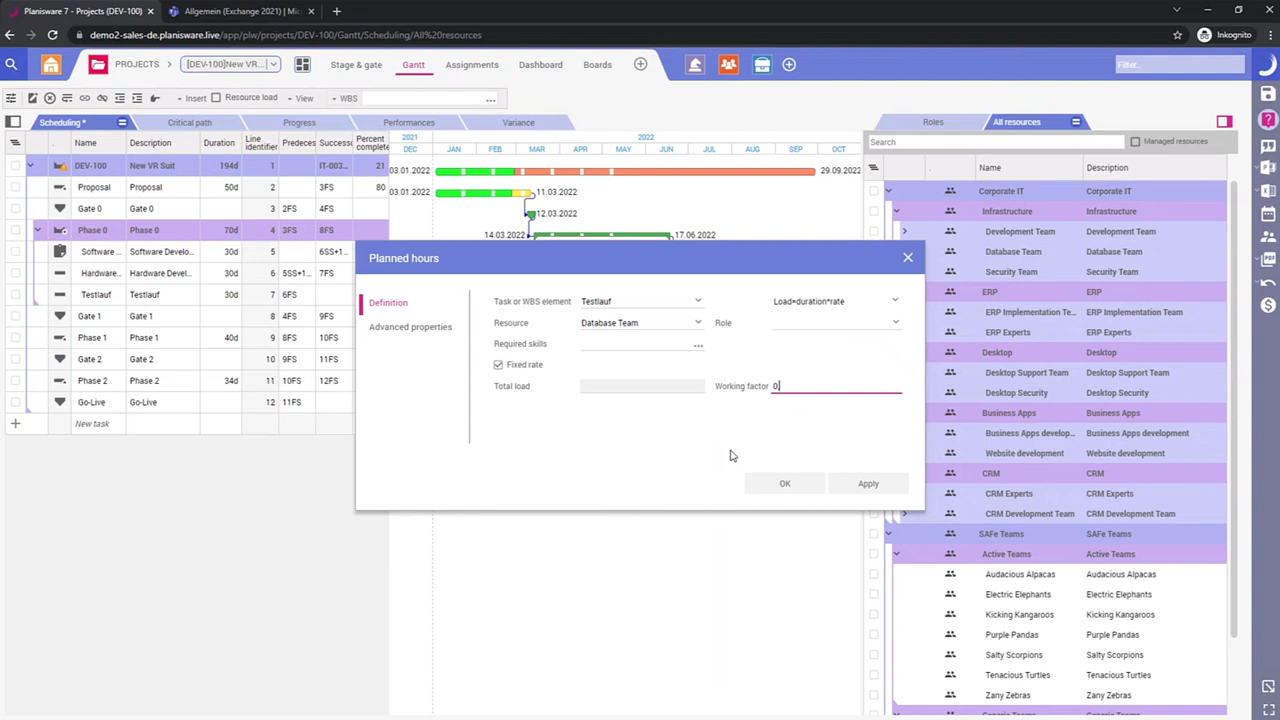 Planisware 7 - Projects (DEV-100)
Allgemein (Exchange 2021) | Mic
demo2-sales-de.planisware.live/app/plw/projects/DEV-100/Gantt/Scheduling/All%20resources
Inkognito
PROJECTS
[DEV-100]New VR...
Stage & gate
Gantt
Assignments
Dashboard
Boards
Filter...
Insert
Resource load
View
WBS
...
Scheduling *
Critical path
Progress
Performances
Variance
Roles
All resources
Search
Managed resources
. Name Description Duration Line identifier Predeces Success Percent complete
2021 2022
DEC JAN FEB MAR APR MAY JUN JUL AUG SEP OCT
. Name Description
DEV-100 New VR Suit 194d 1 IT-003... 21
Proposal Proposal 50d 2 3FS 80
Gate 0 Gate 0 3 2FS 4FS
Phase 0 Phase 0 70d 4 3FS 8FS
Software ... Software Develo... 5 6SS+1...
Hardware... Hardware Devel... 30d 6 5SS+1... 7FS
Testlauf Testlauf 30d 7 6FS
Gate 1 Gate 1 8 4FS 9FS
Phase 1 Phase 1 40d 9 8FS 10FS
Gate 2 Gate 2 10 9FS 11FS
Phase 2 Phase 2 34d 11 10FS 12FS
Go-Live Go-Live 12 11FS
New task
03.01.2022 29.09.2022
03.01.2022 11.03.2022
12.03.2022
14.03.2022 17.06.2022
Planned hours
Definition
Advanced properties
Task or WBS element Testlauf Load=duration*rate
Resource Database Team Role
Required skills ...
Fixed rate
Total load Working factor 0,
OK Apply
Corporate IT Corporate IT
Infrastructure Infrastructure
Development Team Development Team
Database Team Database Team
Security Team Security Team
ERP ERP
ERP Implementation Te... ERP Implementation Team
ERP Experts ERP Experts
Desktop Desktop
Desktop Support Team Desktop Support Team
Desktop Security Desktop Security
Business Apps Business Apps
Business Apps develop... Business Apps development
Website development Website development
CRM CRM
CRM Experts CRM Experts
CRM Development Team CRM Development Team
SAFe Teams SAFe Teams
Active Teams Active Teams
Audacious Alpacas Audacious Alpacas
Electric Elephants Electric Elephants
Kicking Kangaroos Kicking Kangaroos
Purple Pandas Purple Pandas
Salty Scorpions Salty Scorpions
Tenacious Turtles Tenacious Turtles
Zany Zebras Zany Zebras
Generic Teams Generic Teams